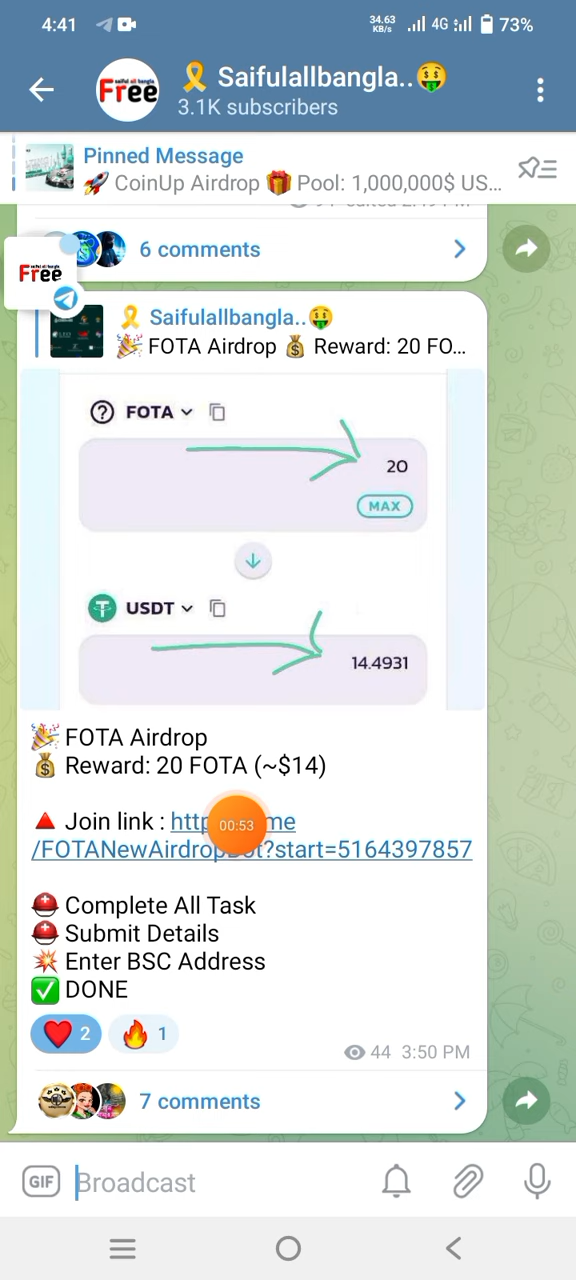 4:41
34.63
KB/s
4G
73%
Free
🎗 Saifulallbangla..🤑
3.1K subscribers
Pinned Message
🚀 CoinUp Airdrop 🎁 Pool: 1,000,000$ US...
6 comments
Free
🎗 Saifulallbangla..🤑
🎉 FOTA Airdrop 💰 Reward: 20 FO...
FOTA
20
MAX
USDT
14.4931
🎉 FOTA Airdrop
💰 Reward: 20 FOTA (~$14)
🔺 Join link :
00:53
/FOTANewAirdrop ?start=5164397857
⛑ Complete All Task
⛑ Submit Details
💥 Enter BSC Address
✅ DONE
❤ 2 🔥 1
44 3:50 PM
7 comments
GIF
Broadcast